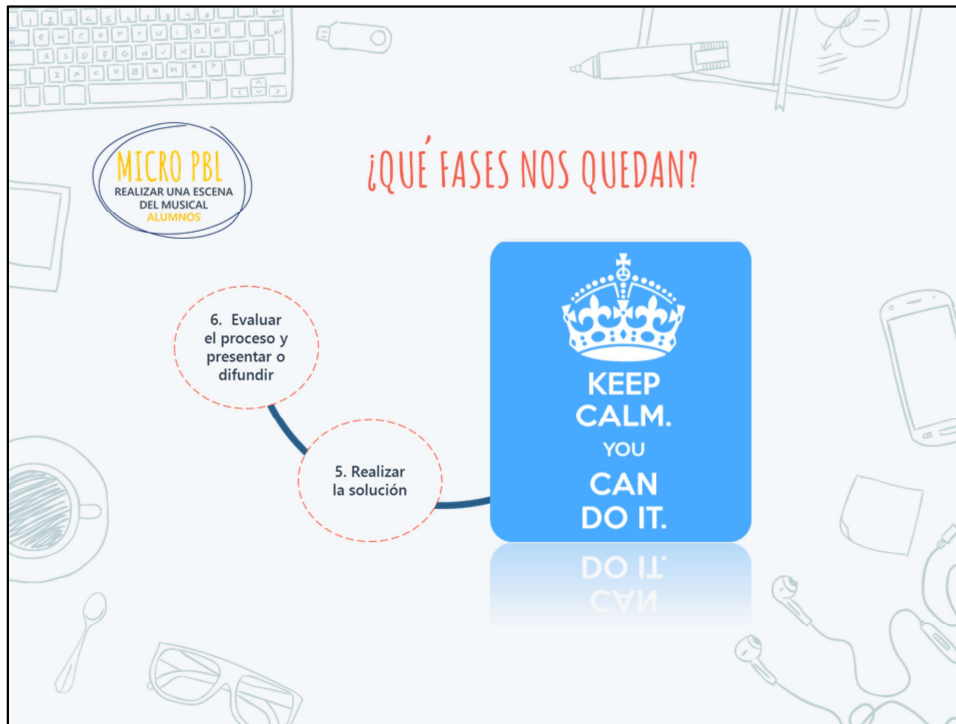 MICRO PBL
REALIZAR UNA ESCENA
DEL MUSICAL
ALUMNOS
¿QUÉ FASES NOS QUEDAN?
6. Evaluar
el proceso y
presentar o
difundir
5. Realizar
la solución
KEEP
CALM.
YOU
CAN
DO IT.